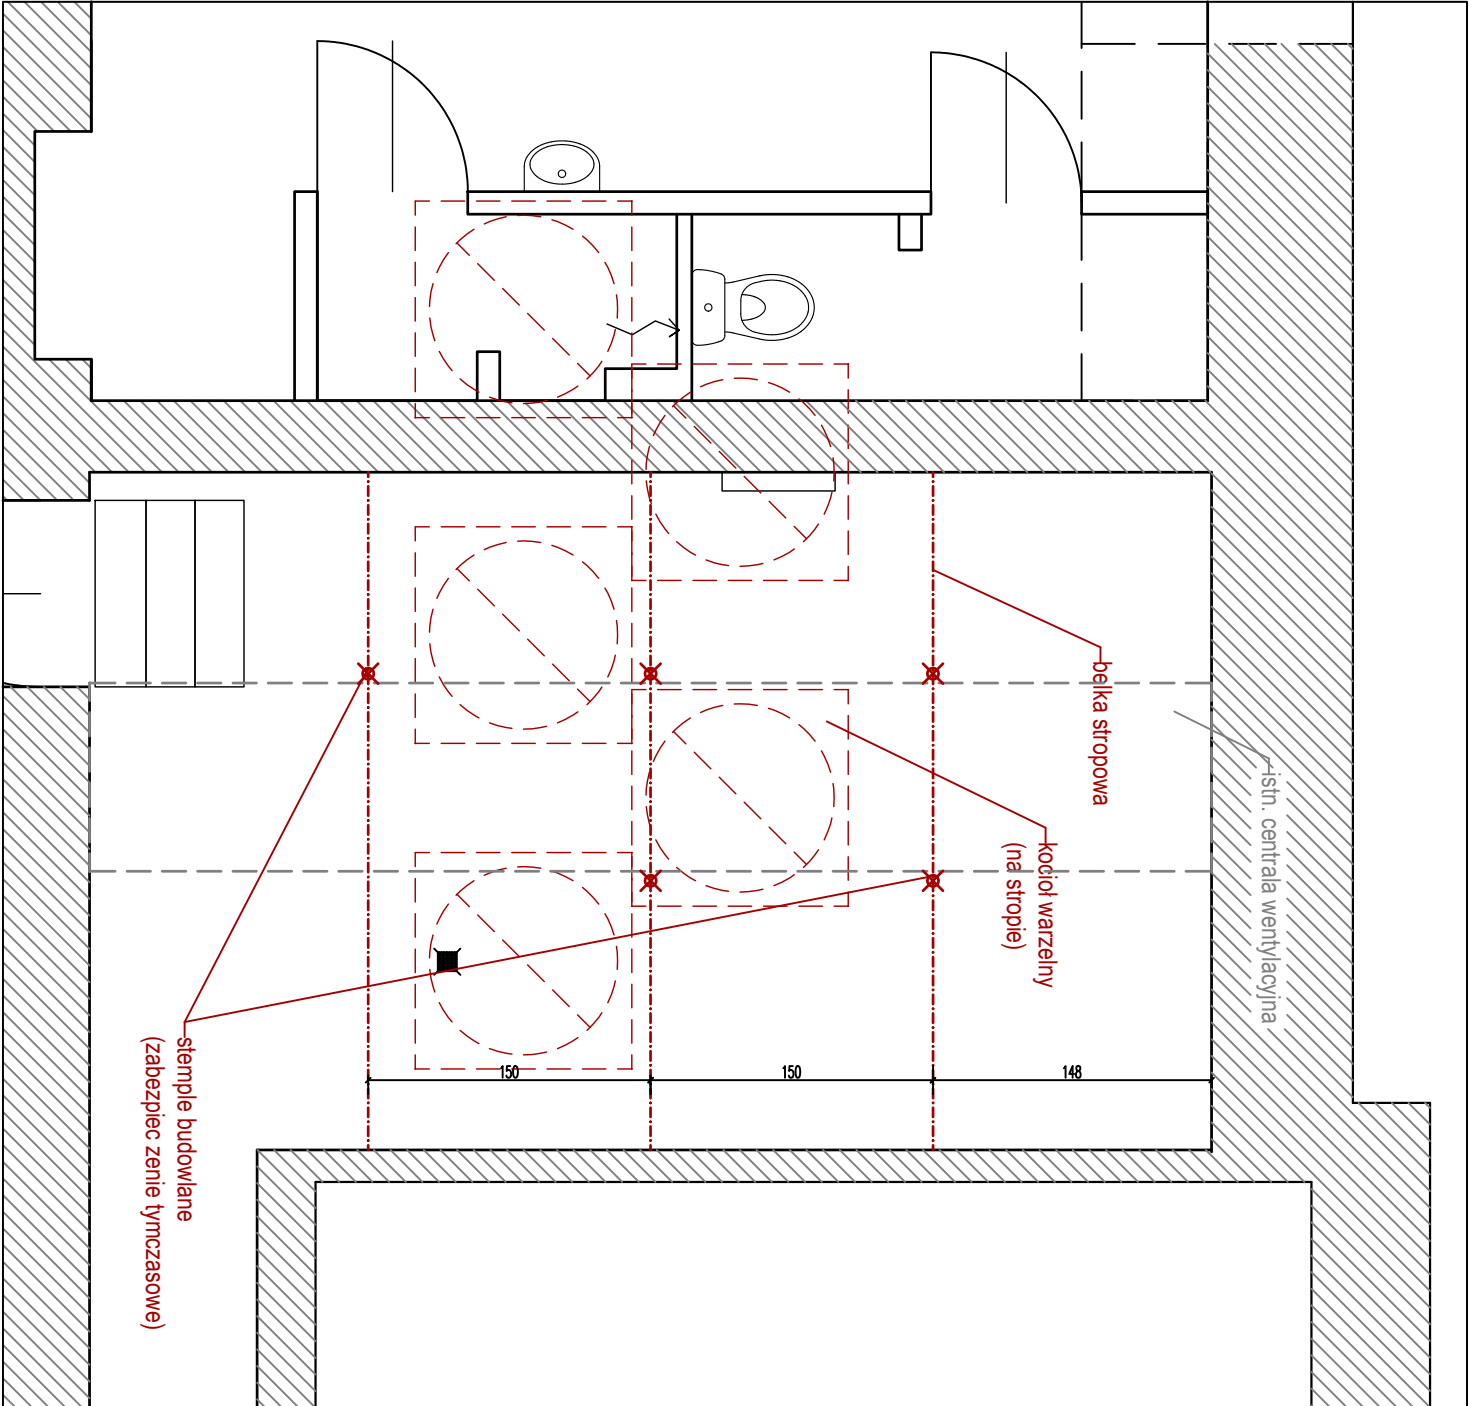 istn. centrala wentylacyjna
belka stropowa
kocioł warzelny
(na stropie)
stemple budowlane
(zabezpiec zenie tymczasowe)
150
150
148